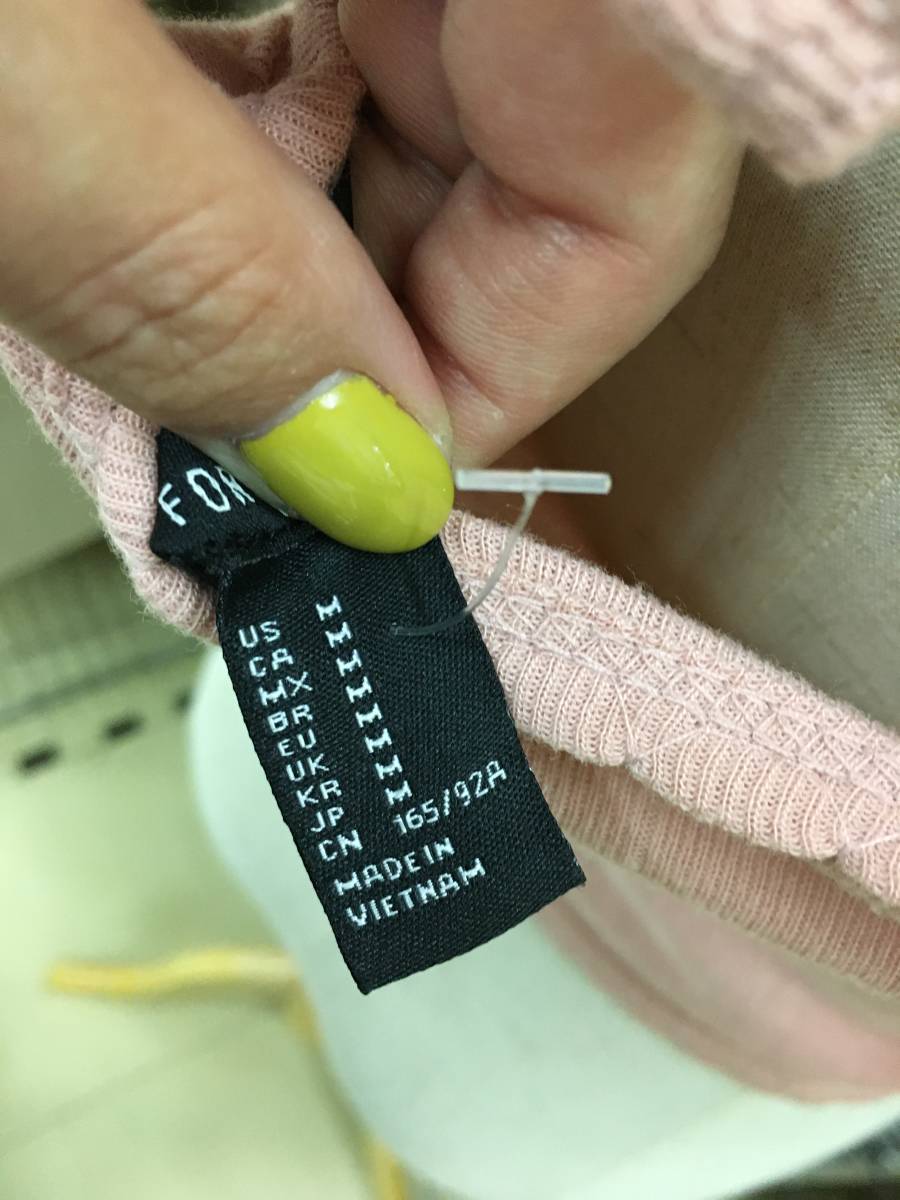 FOR
US M
CA M
MX M
BR M
EU M
UK M
KR M
JP M
CN 165/92A
MADE IN
VIETNAM